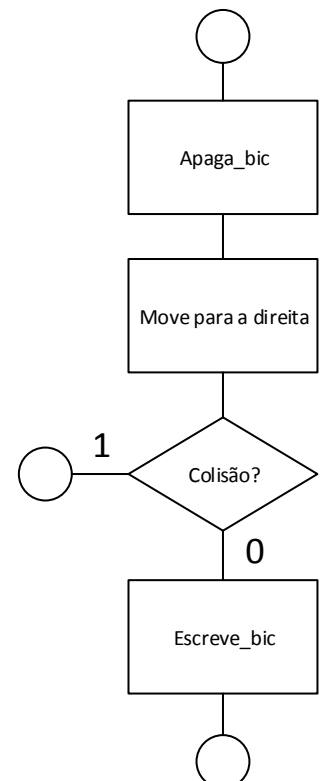 Apaga_bic
Move para a direita
1
Colisão?
0
Escreve_bic